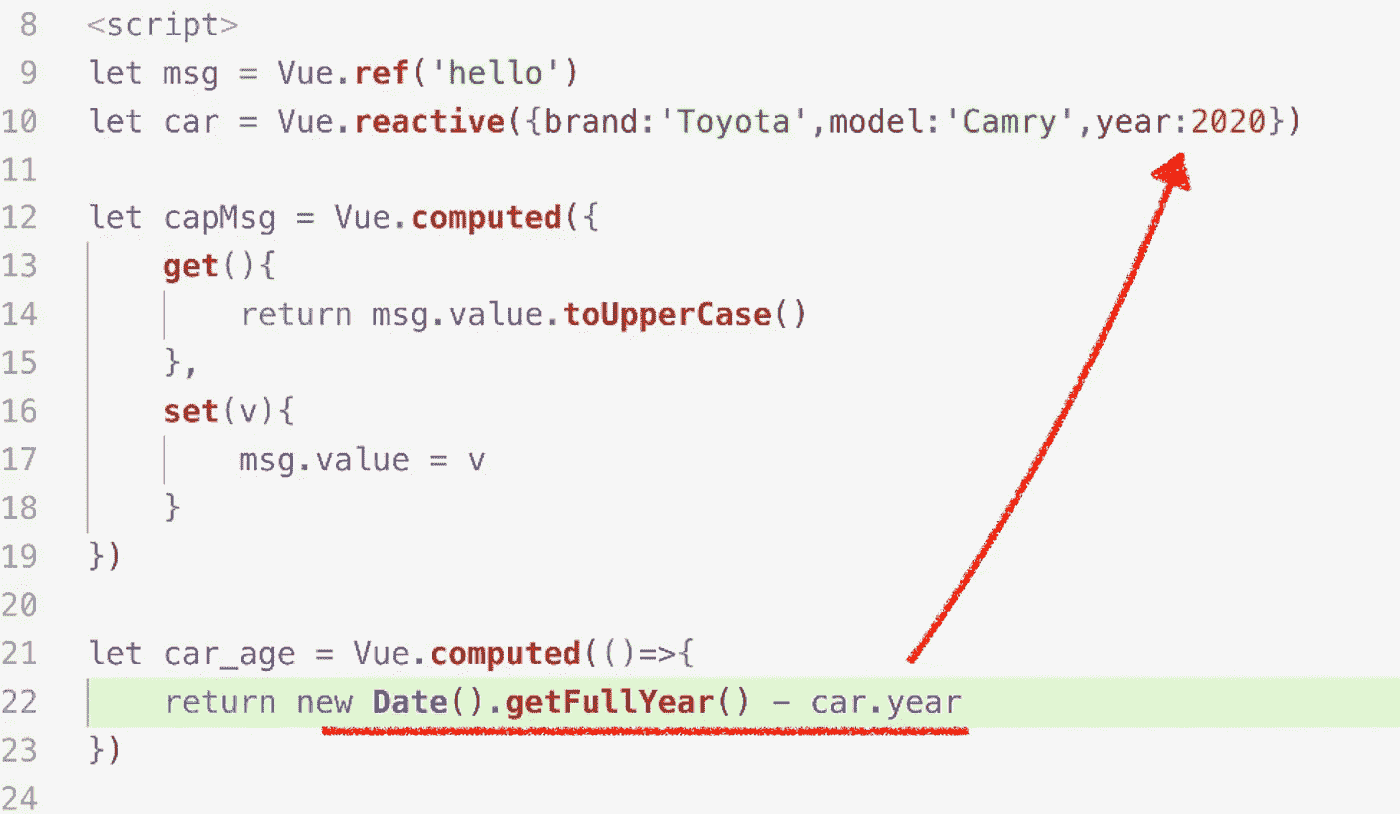 8 <script>
9 let msg = Vue.ref('hello')
10 let car = Vue.reactive({brand:'Toyota',model:'Camry',year:2020})
11
12 let capMsg = Vue.computed({
13 get(){
14 return msg.value.toUpperCase()
15 },
16 set(v){
17 msg.value = v
18 }
19 })
20
21 let car_age = Vue.computed(()=>{
22 return new Date().getFullYear() - car.year
23 })
24